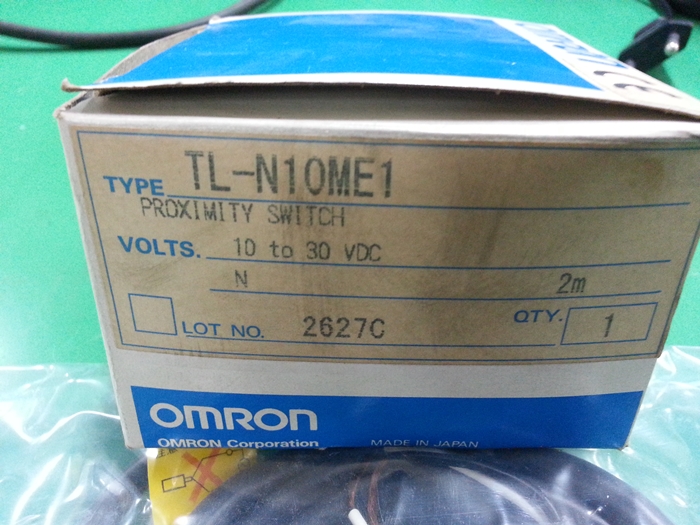 TYPE TL-N10ME1
PROXIMITY SWITCH
VOLTS. 10 to 30 VDC
N 2m
LOT NO. 2627C QTY. 1
OMRON
OMRON Corporation MADE IN JAPAN